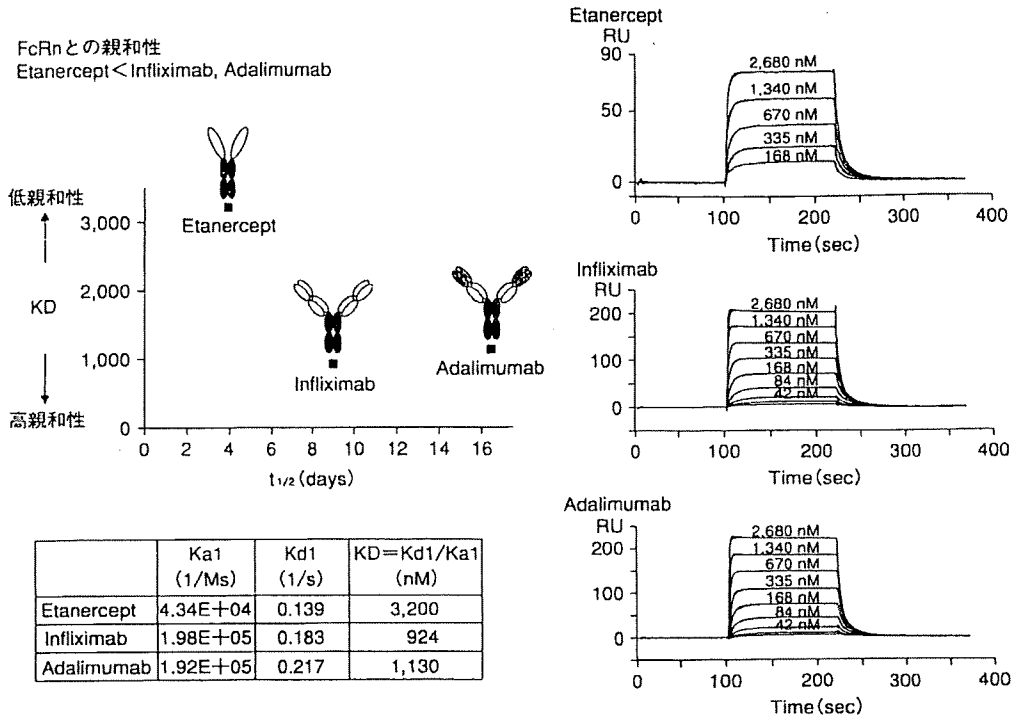 FcRnとの親和性
Etanercept<Infliximab, Adalimumab
低親和性
KD
高親和性
3,000
2,000
1,000
0
Etanercept
Infliximab
Adalimumab
0 2 4 6 8 10 12 14 16
t1/2 (days)
Ka1 Kd1 KD=Kd1/Ka1
(1/Ms) (1/s) (nM)
Etanercept 4.34E+04 0.139 3,200
Infliximab 1.98E+05 0.183 924
Adalimumab 1.92E+05 0.217 1,130
Etanercept
RU
90
50
0
2,680 nM
1,340 nM
670 nM
335 nM
168 nM
0 100 200 300 400
Time(sec)
Infliximab
RU
200
100
0
2,680 nM
1,340 nM
670 nM
335 nM
168 nM
84 nM
42 nM
0 100 200 300 400
Time(sec)
Adalimumab
RU
200
100
0
2,680 nM
1,340 nM
670 nM
335 nM
168 nM
84 nM
42 nM
0 100 200 300 400
Time(sec)